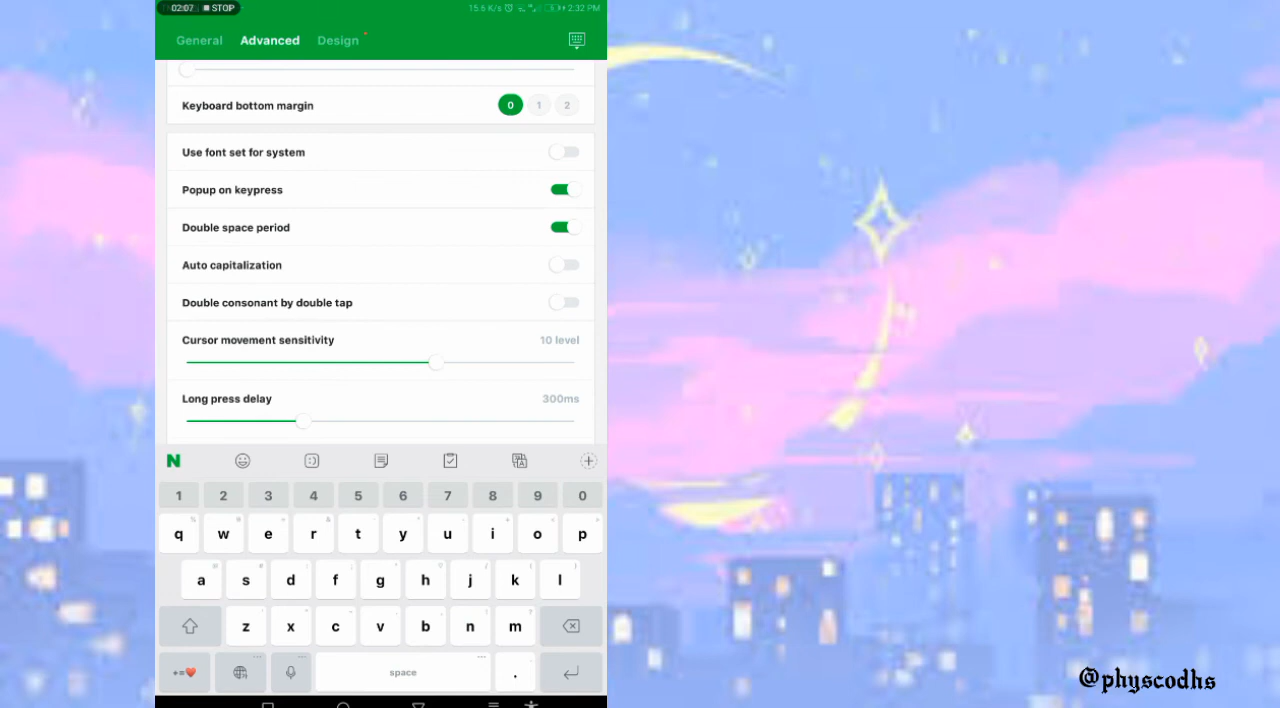 02:07 STOP 15.6 K/s 2:32 PM
General Advanced Design
Keyboard bottom margin 0 1 2
Use font set for system
Popup on keypress
Double space period
Auto capitalization
Double consonant by double tap
Cursor movement sensitivity 10 level
Long press delay 300ms
N
1 2 3 4 5 6 7 8 9 0
q w e r t y u i o p
a s d f g h j k l
z x c v b n m
space .
@physcodhs